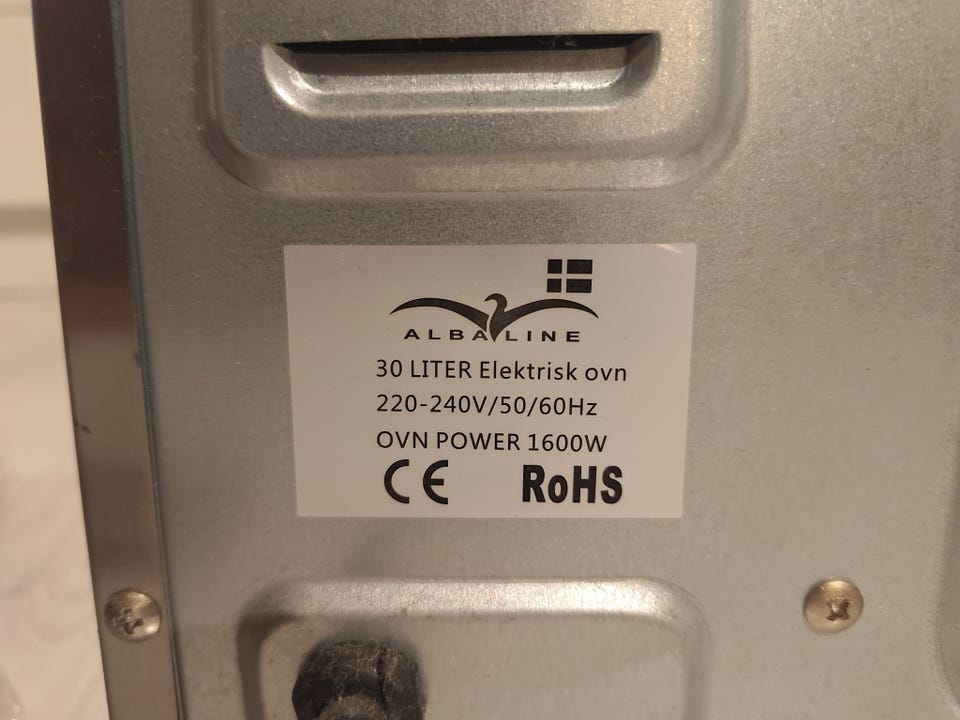 ALBALINE
30 LITER Elektrisk ovn
220-240V/50/60Hz
OVN POWER 1600W
CE RoHS